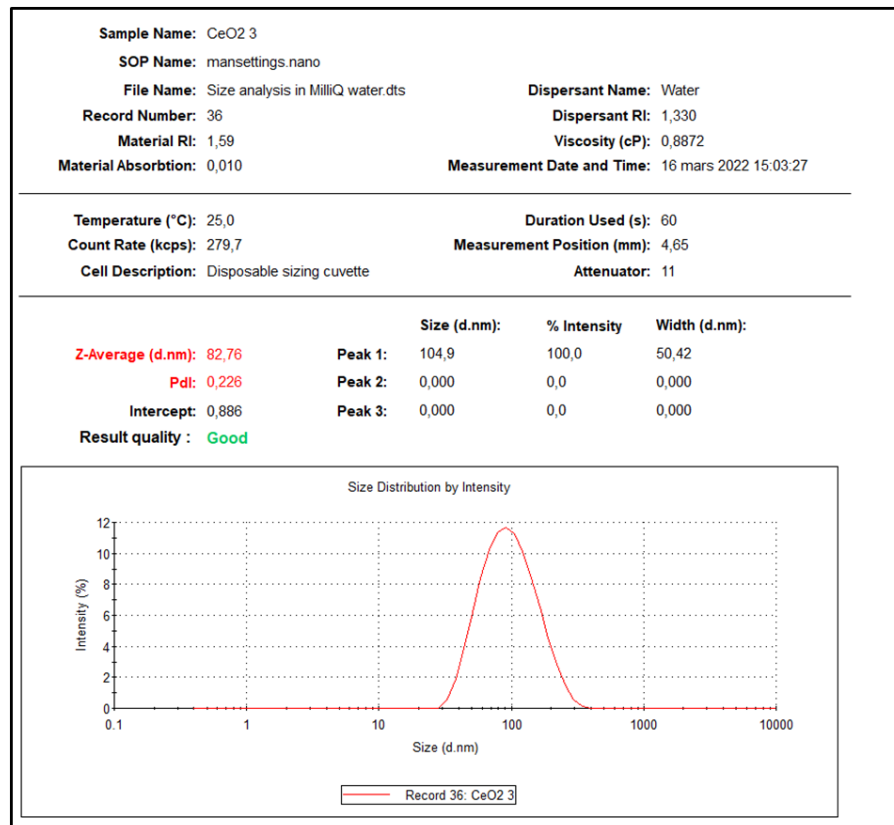 Sample Name: CeO2 3
SOP Name: mansettings.nano
File Name: Size analysis in MilliQ water.dts Dispersant Name: Water
Record Number: 36 Dispersant RI: 1,330
Material RI: 1,59 Viscosity (cP): 0,8872
Material Absorbtion: 0,010 Measurement Date and Time: 16 mars 2022 15:03:27
Temperature (°C): 25,0 Duration Used (s): 60
Count Rate (kcps): 279,7 Measurement Position (mm): 4,65
Cell Description: Disposable sizing cuvette Attenuator: 11
Size (d.nm): % Intensity Width (d.nm):
Z-Average (d.nm): 82,76 Peak 1: 104,9 100,0 50,42
PdI: 0,226 Peak 2: 0,000 0,0 0,000
Intercept: 0,886 Peak 3: 0,000 0,0 0,000
Result quality : Good
Size Distribution by Intensity
12
10
8
6
4
2
0
Intensity (%)
0.1 1 10 100 1000 10000
Size (d.nm)
Record 36: CeO2 3